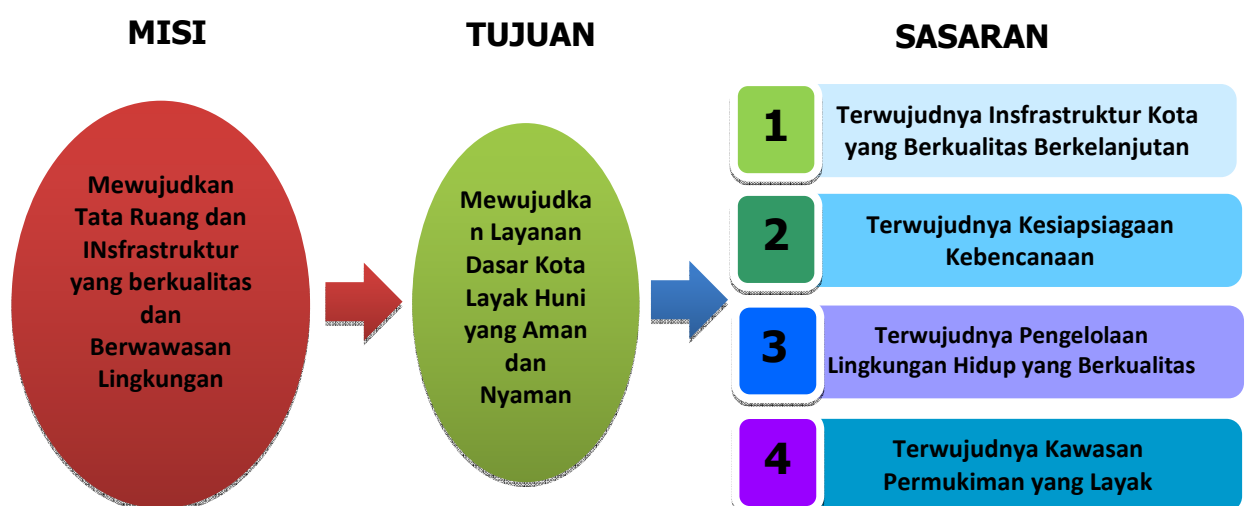 MISI
TUJUAN
SASARAN
Mewujudkan
Tata Ruang dan
INsfrastruktur
yang berkualitas
dan
Berwawasan
Lingkungan
Mewujudka
n Layanan
Dasar Kota
Layak Huni
yang Aman
dan
Nyaman
1
Terwujudnya Insfrastruktur Kota
yang Berkualitas Berkelanjutan
2
Terwujudnya Kesiapsiagaan
Kebencanaan
3
Terwujudnya Pengelolaan
Lingkungan Hidup yang Berkualitas
4
Terwujudnya Kawasan
Permukiman yang Layak